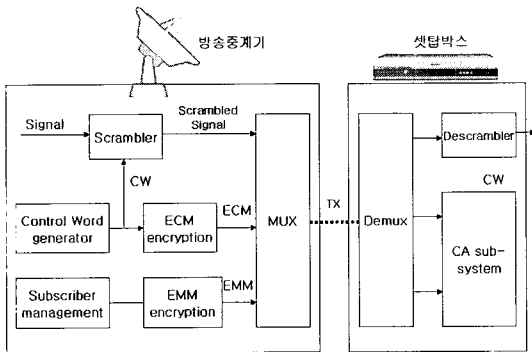 방송중계기
셋탑박스
Signal
Scrambler
Scrambled
Signal
CW
Control Word
generator
ECM
encryption
ECM
MUX
Subscriber
management
EMM
encryption
EMM
TX
Demux
Descrambler
CW
CA sub-
system